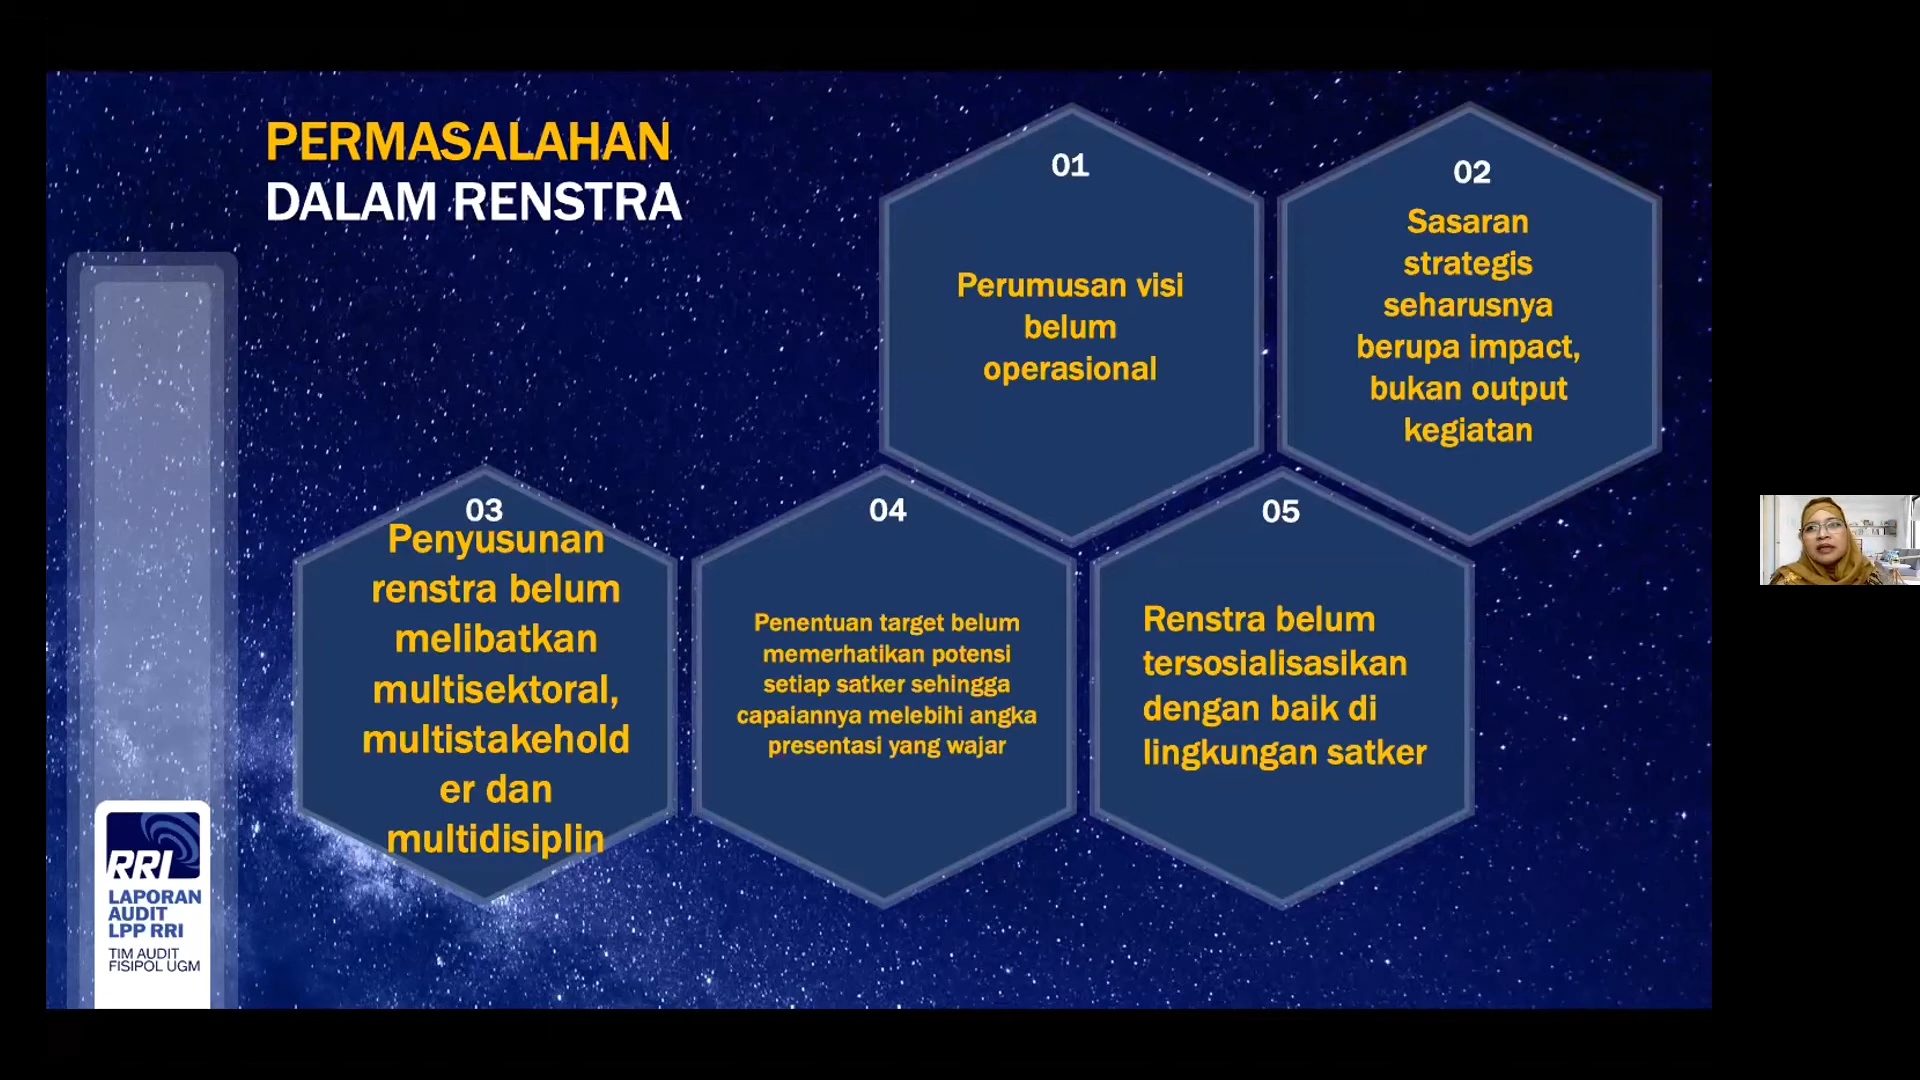 PERMASALAHAN
DALAM RENSTRA
01
Perumusan visi
belum
operasional
02
Sasaran
strategis
seharusnya
berupa impact,
bukan output
kegiatan
03
Penyusunan
renstra belum
melibatkan
multisektoral,
multistakehold
er dan
multidisiplin
04
Penentuan target belum
memerhatikan potensi
setiap satker sehingga
capaiannya melebihi angka
presentasi yang wajar
05
Renstra belum
tersosialisasikan
dengan baik di
lingkungan satker
RRI
LAPORAN
AUDIT
LPP RRI
TIM AUDIT
FISIPOL UGM